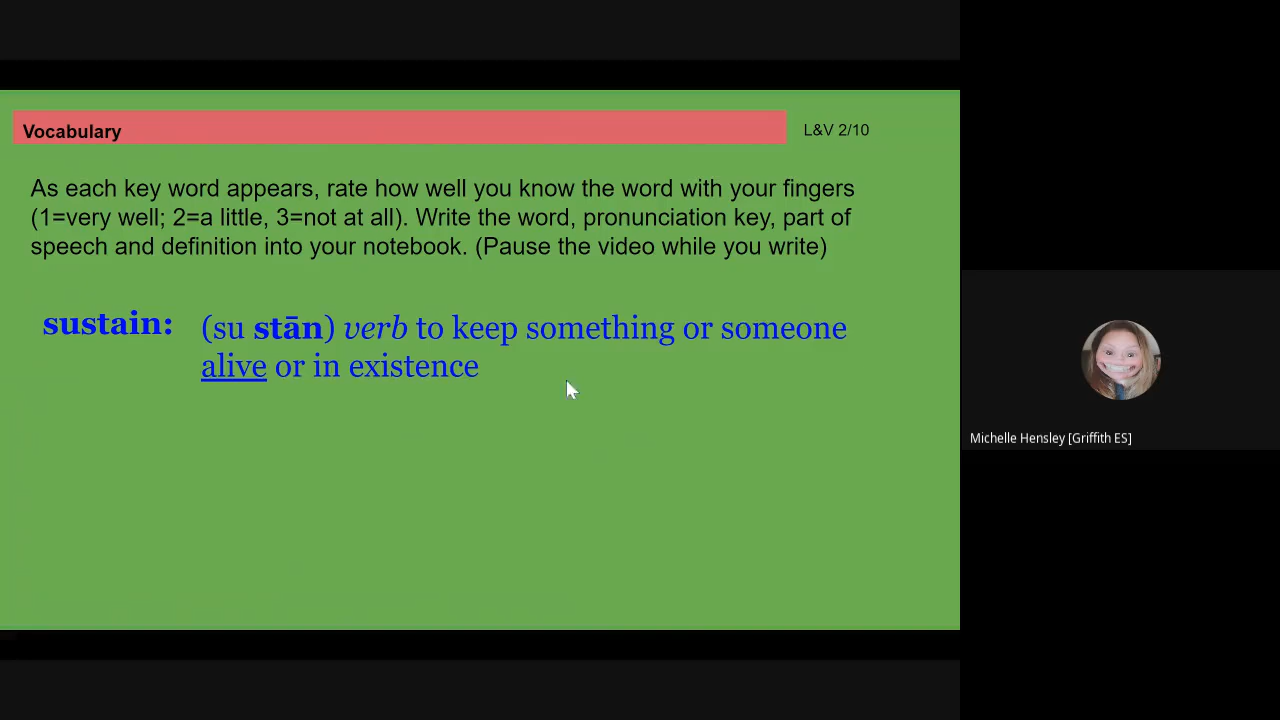 Vocabulary
L&V 2/10
As each key word appears, rate how well you know the word with your fingers
(1=very well; 2=a little, 3=not at all). Write the word, pronunciation key, part of
speech and definition into your notebook. (Pause the video while you write)
sustain: (su stān) verb to keep something or someone
alive or in existence
Michelle Hensley [Griffith ES]